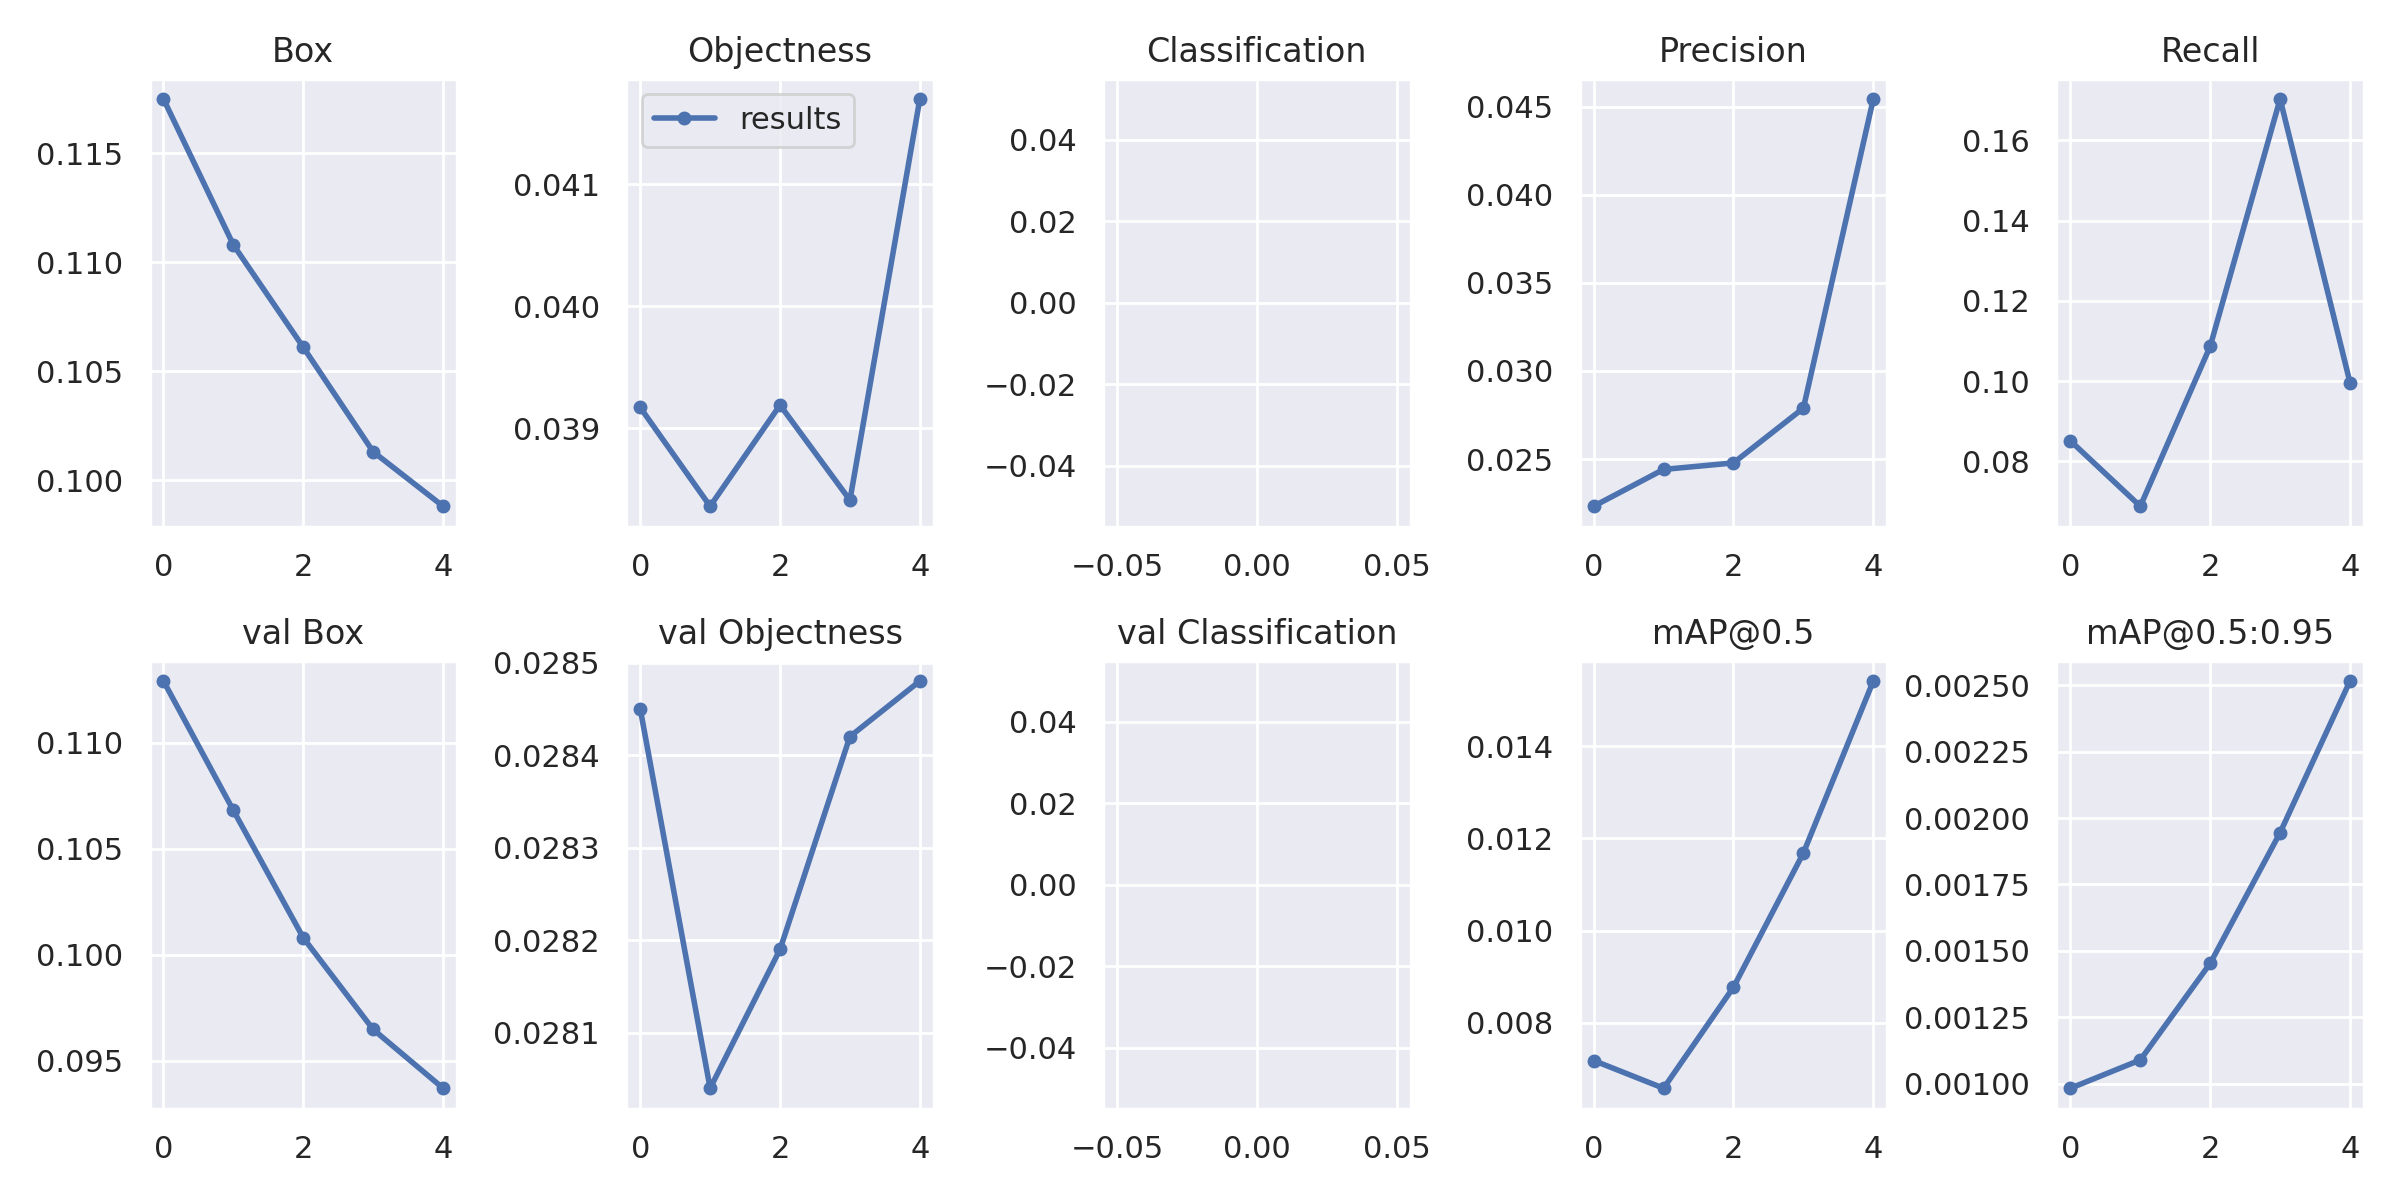 Box
Objectness
Classification
Precision
Recall
0.115
0.110
0.105
0.100
0 2 4
results
0.041
0.040
0.039
0 2 4
0.04
0.02
0.00
−0.02
−0.04
−0.05 0.00 0.05
0.045
0.040
0.035
0.030
0.025
0 2 4
0.16
0.14
0.12
0.10
0.08
0 2 4
val Box
val Objectness
val Classification
mAP@0.5
mAP@0.5:0.95
0.110
0.105
0.100
0.095
0 2 4
0.0285
0.0284
0.0283
0.0282
0.0281
0 2 4
0.04
0.02
0.00
−0.02
−0.04
−0.05 0.00 0.05
0.014
0.012
0.010
0.008
0 2 4
0.00250
0.00225
0.00200
0.00175
0.00150
0.00125
0.00100
0 2 4